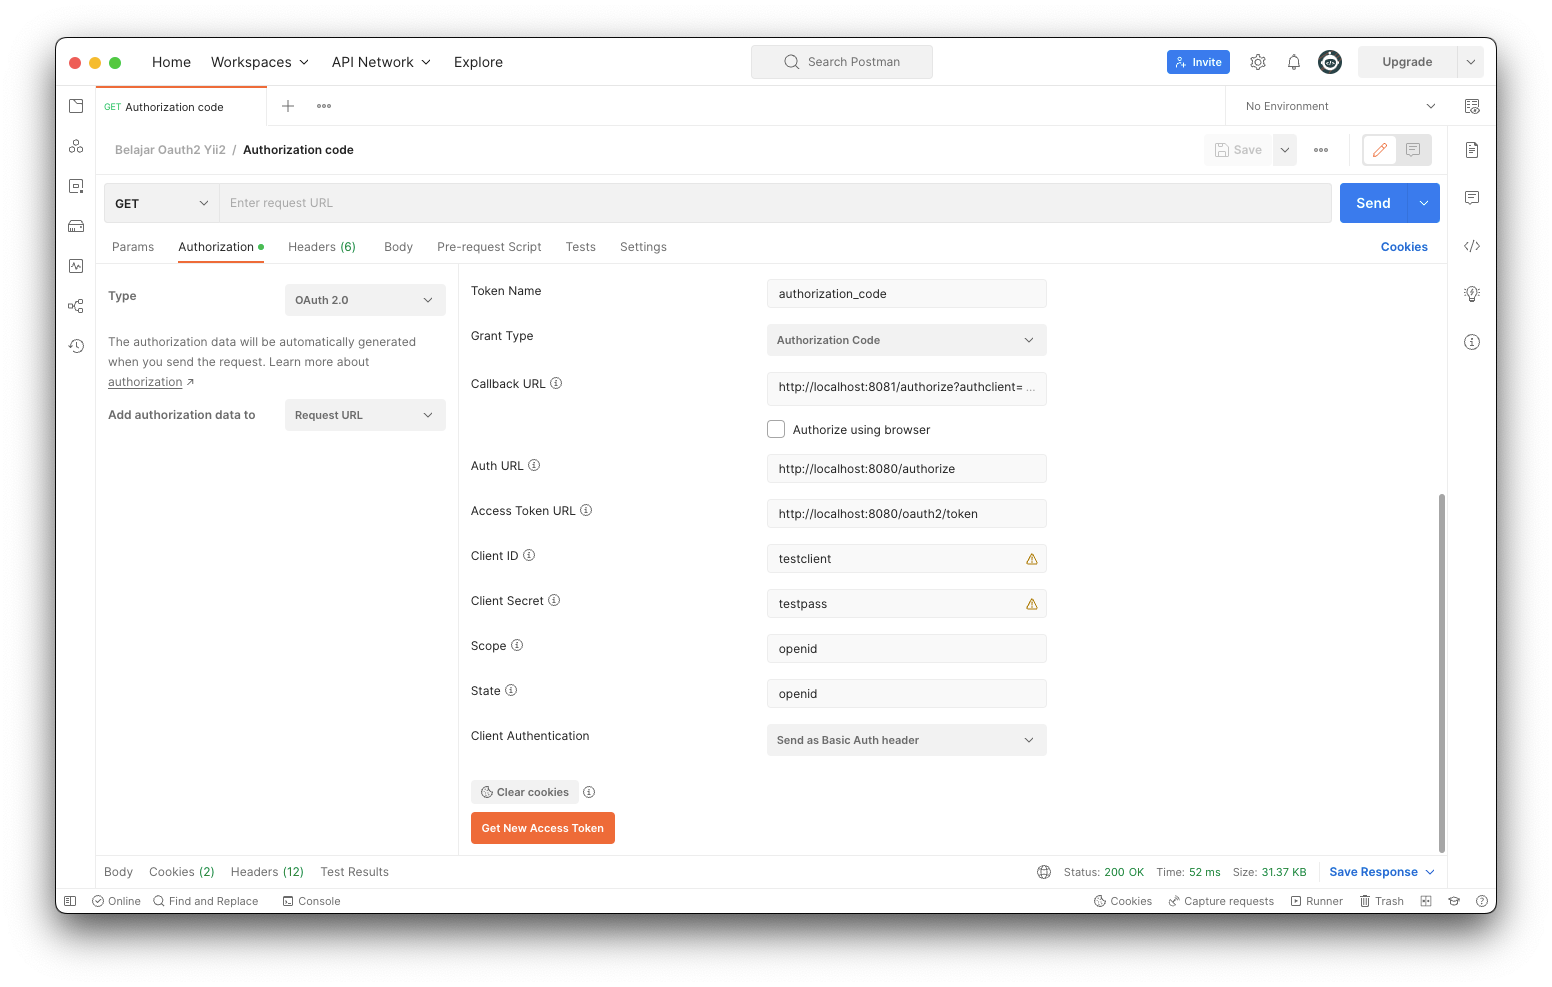 Home Workspaces API Network Explore Search Postman Invite Upgrade
GET Authorization code No Environment
Belajar Oauth2 Yii2 / Authorization code Save
GET Enter request URL Send
Params Authorization Headers (6) Body Pre-request Script Tests Settings Cookies
Type OAuth 2.0
The authorization data will be automatically generated
when you send the request. Learn more about
authorization ↗
Add authorization data to Request URL
Token Name authorization_code
Grant Type Authorization Code
Callback URL http://localhost:8081/authorize?authclient= ...
Authorize using browser
Auth URL http://localhost:8080/authorize
Access Token URL http://localhost:8080/oauth2/token
Client ID testclient
Client Secret testpass
Scope openid
State openid
Client Authentication Send as Basic Auth header
Clear cookies
Get New Access Token
Body Cookies (2) Headers (12) Test Results Status: 200 OK Time: 52 ms Size: 31.37 KB Save Response
Online Find and Replace Console Cookies Capture requests Runner Trash